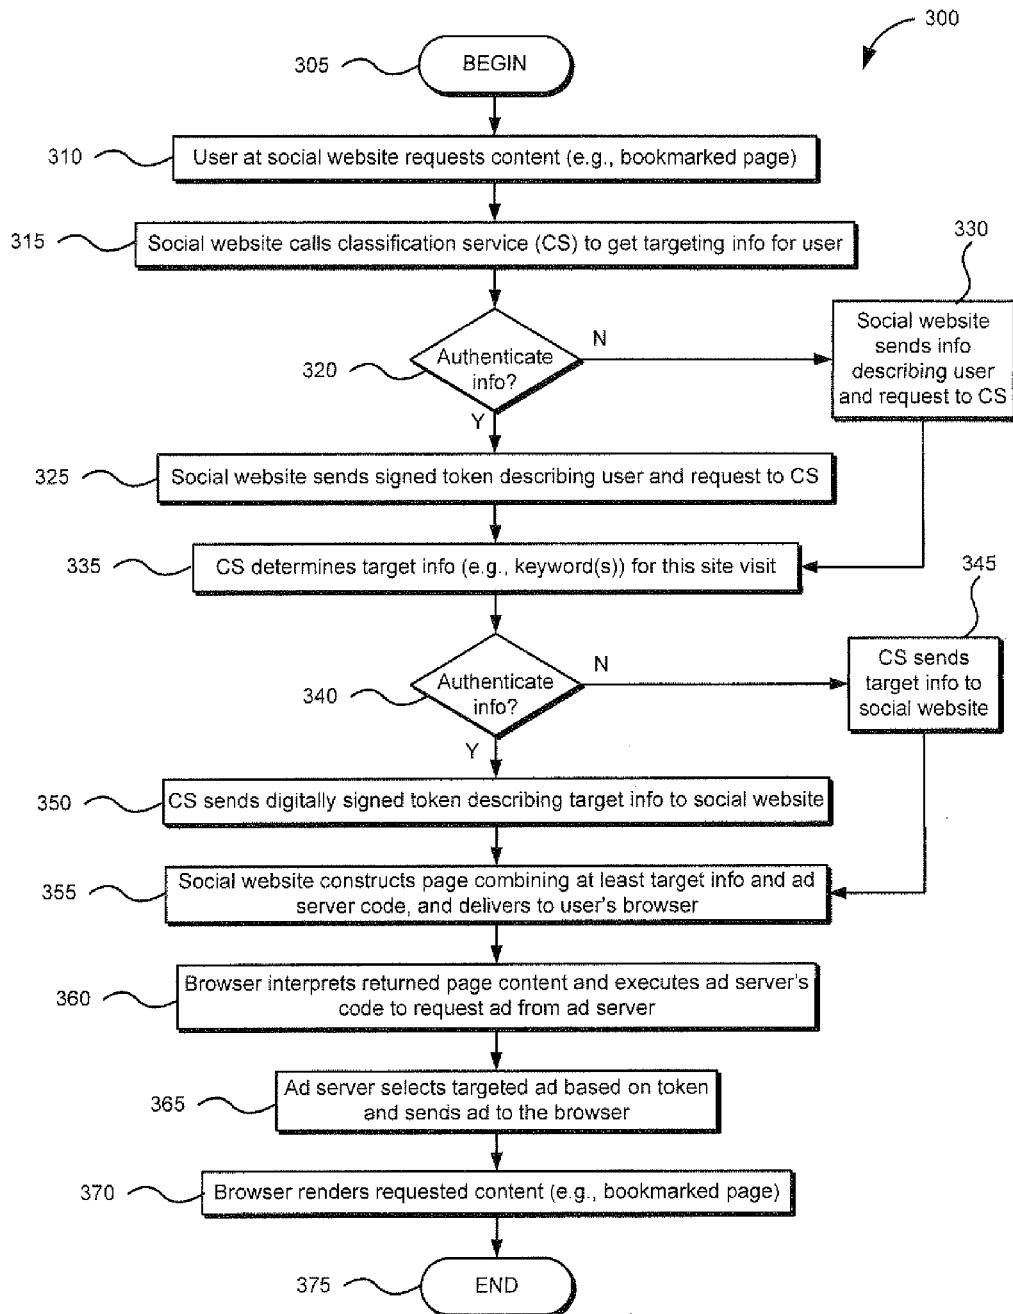 300
305
BEGIN
310
User at social website requests content (e.g., bookmarked page)
315
Social website calls classification service (CS) to get targeting info for user
330
Social website
sends info
describing user
and request to CS
320
Authenticate
info?
N
Y
325
Social website sends signed token describing user and request to CS
335
CS determines target info (e.g., keyword(s)) for this site visit
345
CS sends
target info to
social website
340
Authenticate
info?
N
Y
350
CS sends digitally signed token describing target info to social website
355
Social website constructs page combining at least target info and ad
server code, and delivers to user's browser
360
Browser interprets returned page content and executes ad server's
code to request ad from ad server
365
Ad server selects targeted ad based on token
and sends ad to the browser
370
Browser renders requested content (e.g., bookmarked page)
375
END